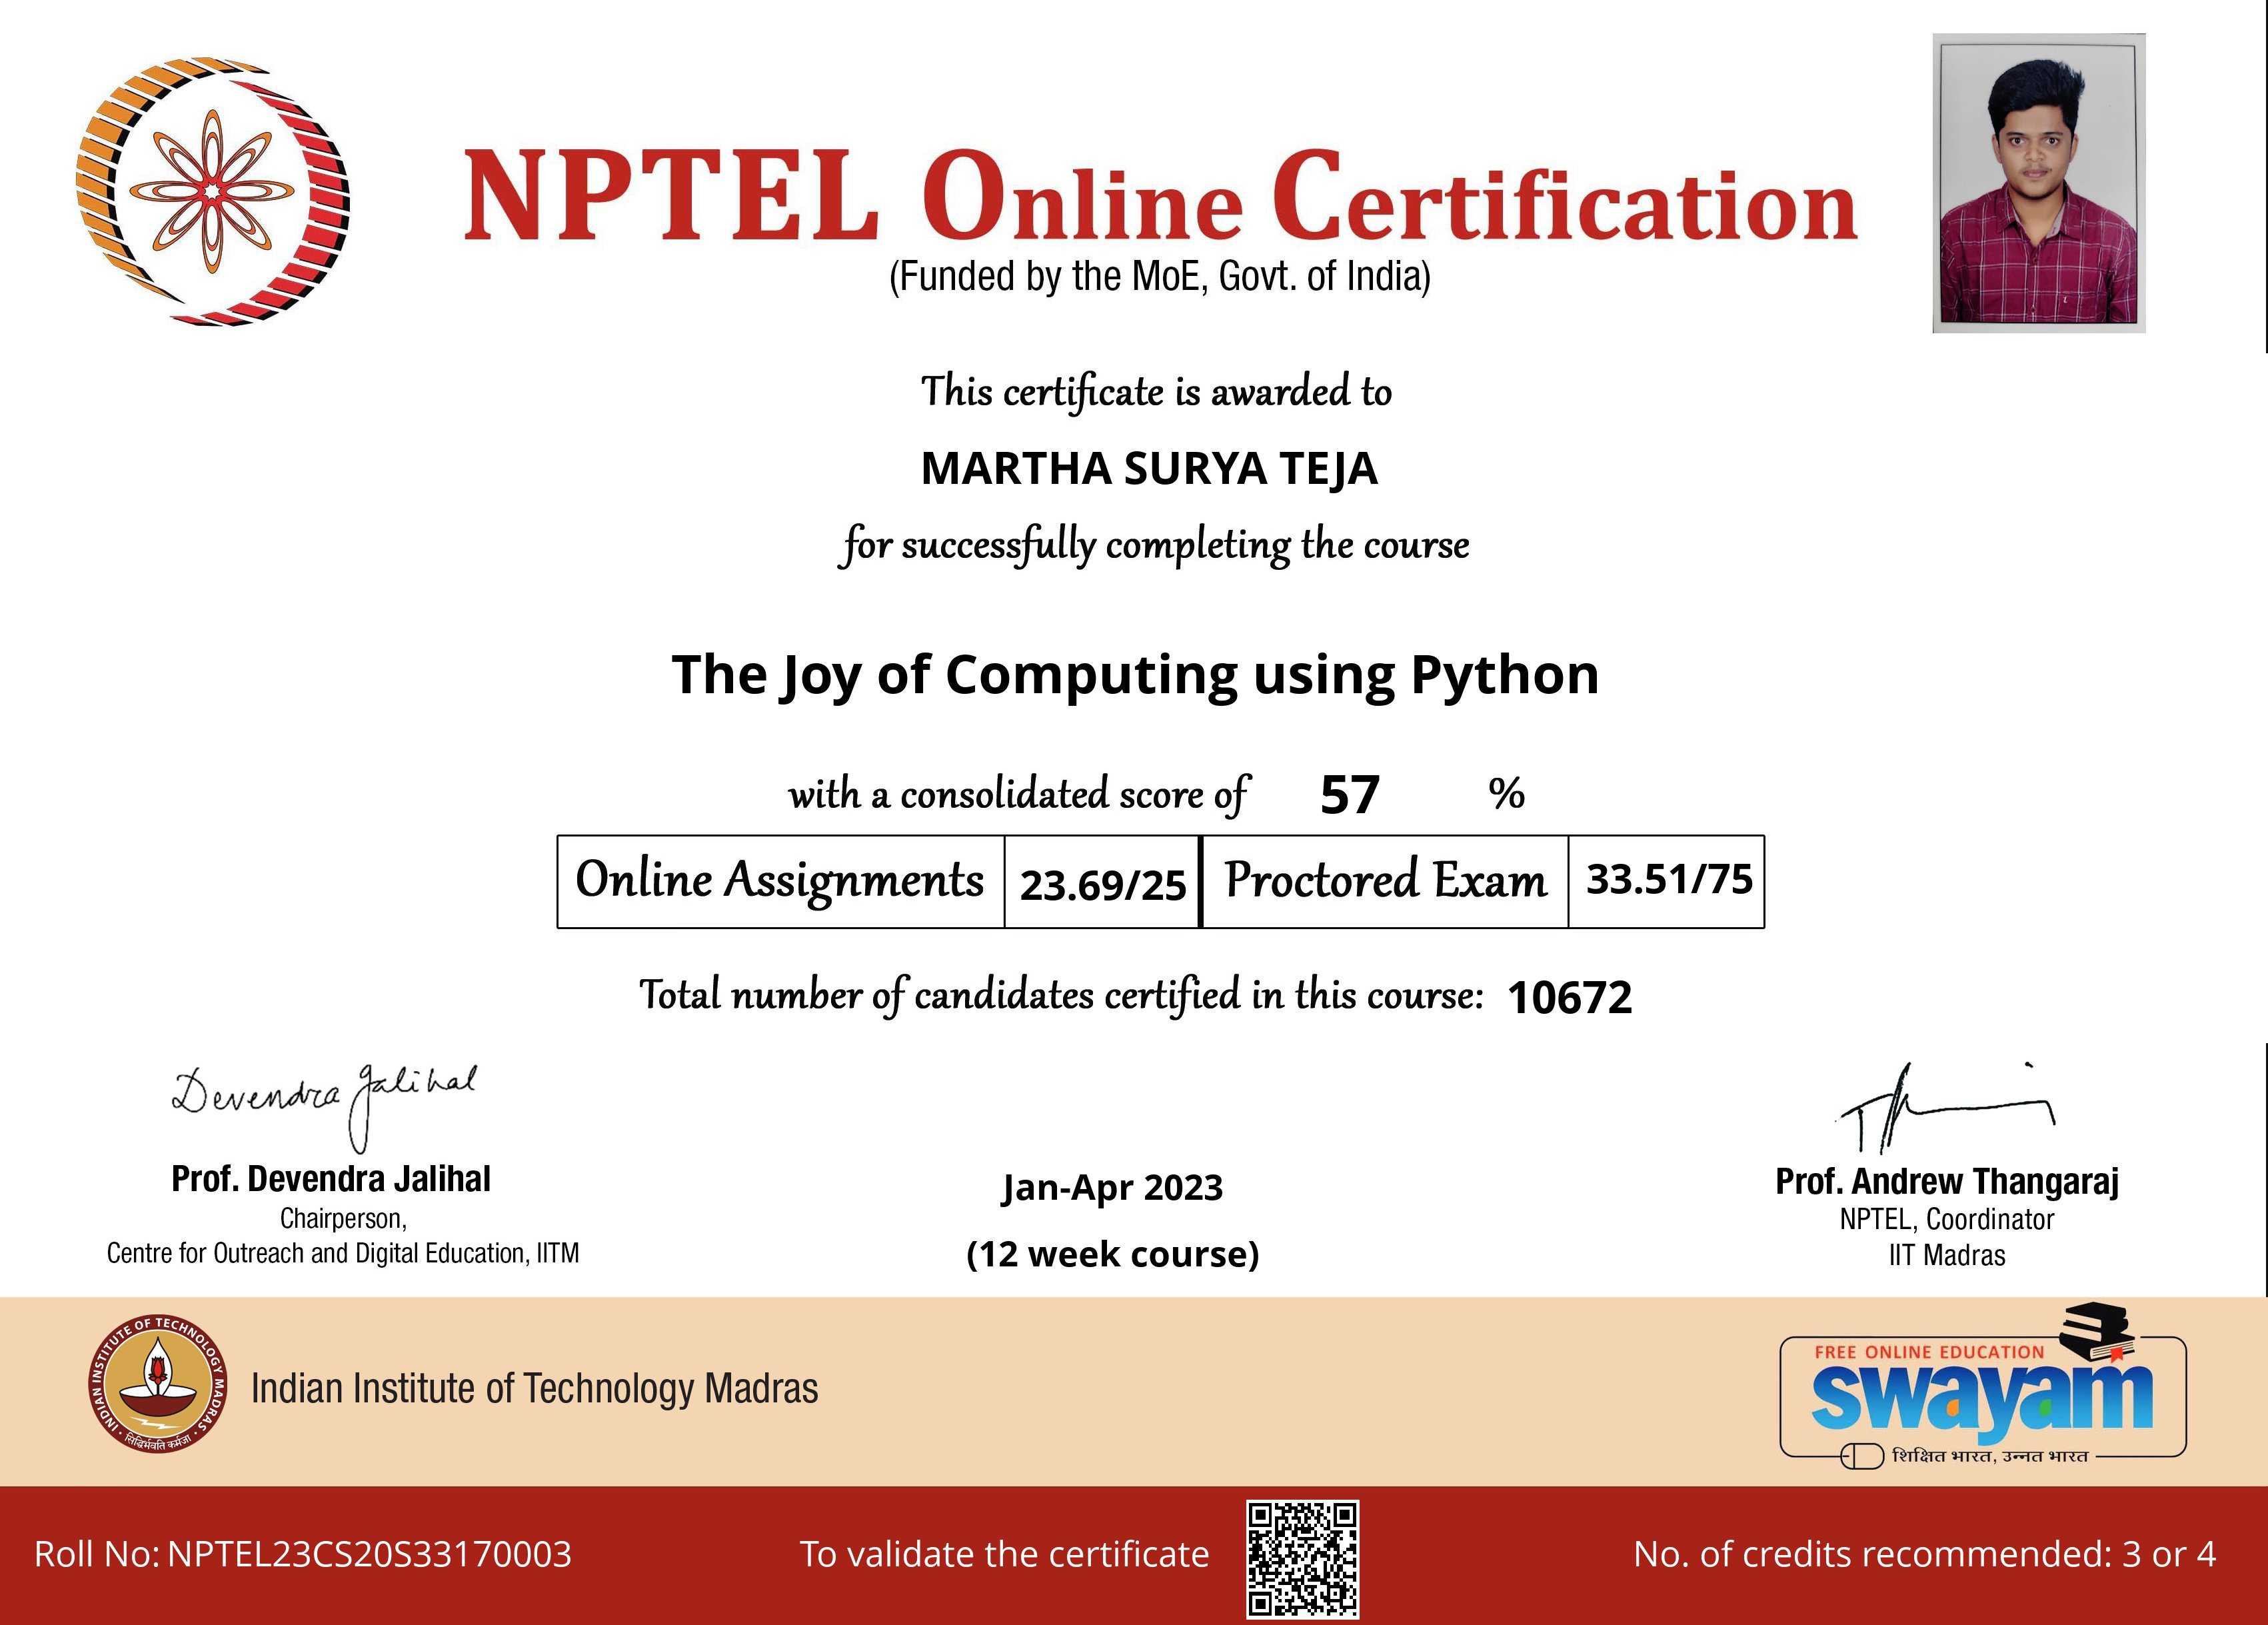 NPTEL Online Certification
(Funded by the MoE, Govt. of India)
This certificate is awarded to
MARTHA SURYA TEJA
for successfully completing the course
The Joy of Computing using Python
with a consolidated score of 57 %
Online Assignments 23.69/25 Proctored Exam 33.51/75
Total number of candidates certified in this course: 10672
Devendra Jalihal
Prof. Devendra Jalihal
Chairperson,
Centre for Outreach and Digital Education, IITM
Jan-Apr 2023
(12 week course)
Prof. Andrew Thangaraj
NPTEL, Coordinator
IIT Madras
INDIAN INSTITUTE OF TECHNOLOGY MADRAS
सिद्धिर्भवति कर्मजा
Indian Institute of Technology Madras
FREE ONLINE EDUCATION
swayam
शिक्षित भारत, उन्नत भारत
Roll No: NPTEL23CS20S33170003
To validate the certificate
No. of credits recommended: 3 or 4